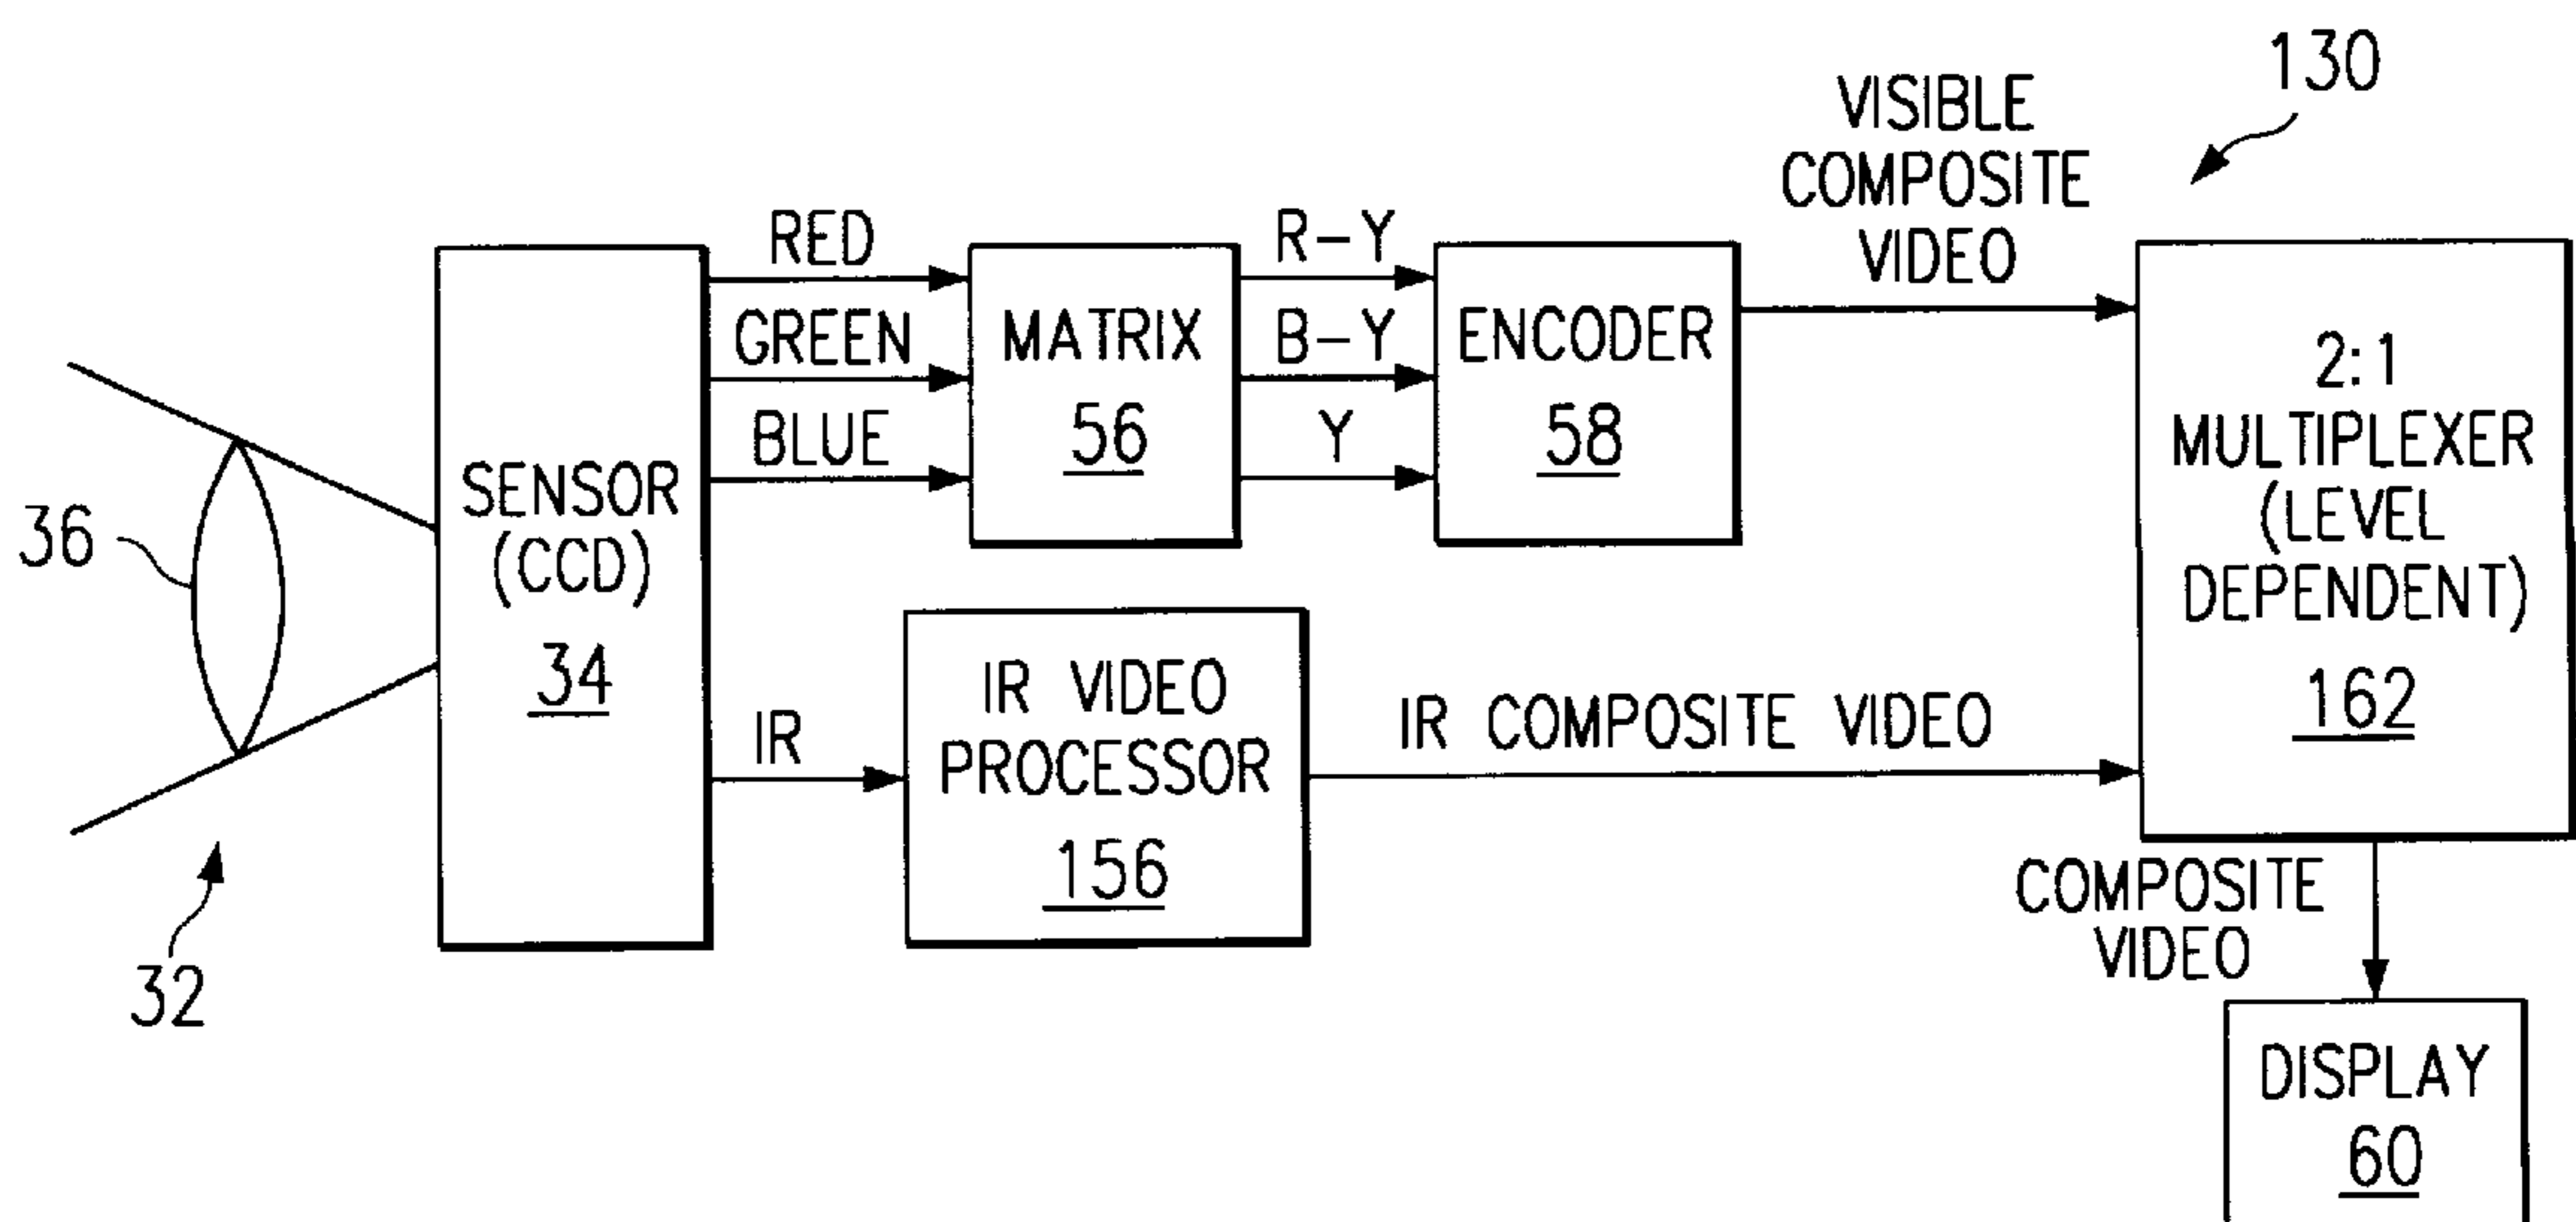 130
VISIBLE
COMPOSITE
VIDEO
RED
GREEN
BLUE
R-Y
B-Y
Y
36
SENSOR
(CCD)
34
MATRIX
56
ENCODER
58
2:1
MULTIPLEXER
(LEVEL
DEPENDENT)
162
IR
IR VIDEO
PROCESSOR
156
IR COMPOSITE VIDEO
32
COMPOSITE
VIDEO
DISPLAY
60